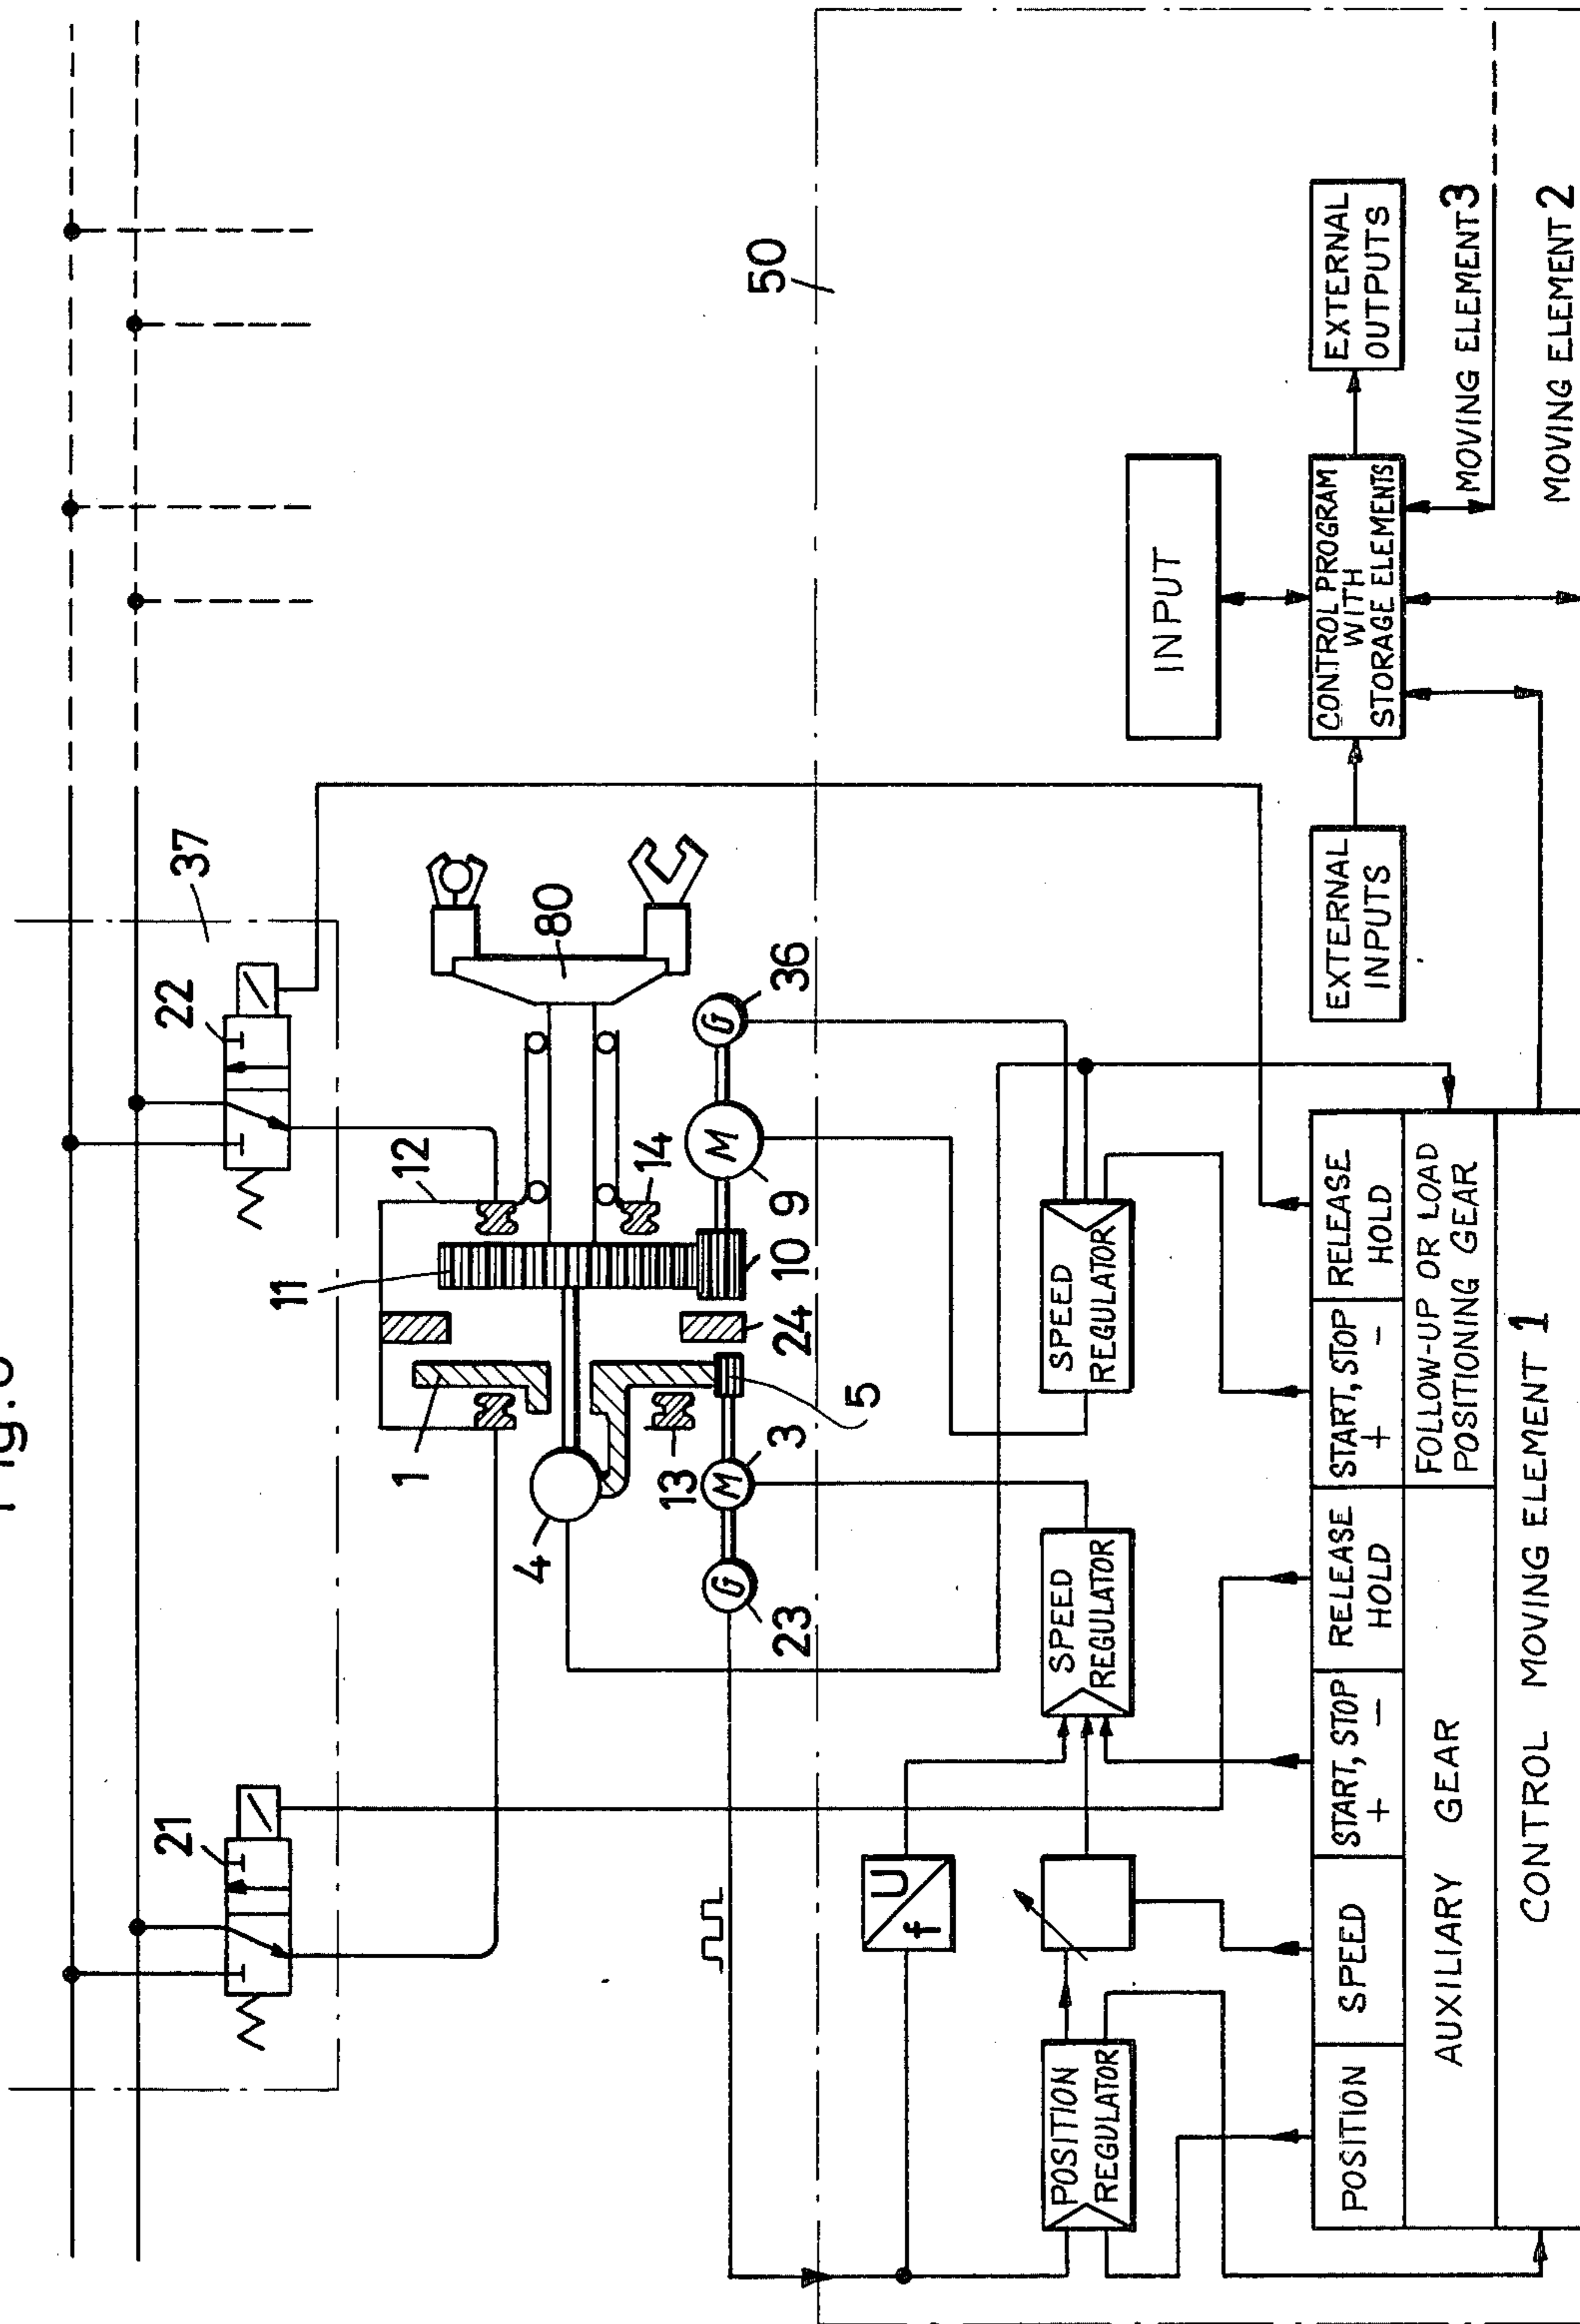 Fig. 6
21
22
37
12
11
1
14
80
4
13
3
5
24
10
9
36
23
G
M
M
G
50
U
f
POSITION
REGULATOR
SPEED
REGULATOR
SPEED
REGULATOR
INPUT
EXTERNAL
INPUTS
CONTROL PROGRAM
WITH
STORAGE ELEMENTS
EXTERNAL
OUTPUTS
MOVING ELEMENT 3
MOVING ELEMENT 2
POSITION
SPEED
START, STOP
+ -
RELEASE
HOLD
START, STOP
+ -
RELEASE
HOLD
AUXILIARY GEAR
FOLLOW-UP OR LOAD
POSITIONING GEAR
CONTROL MOVING ELEMENT 1